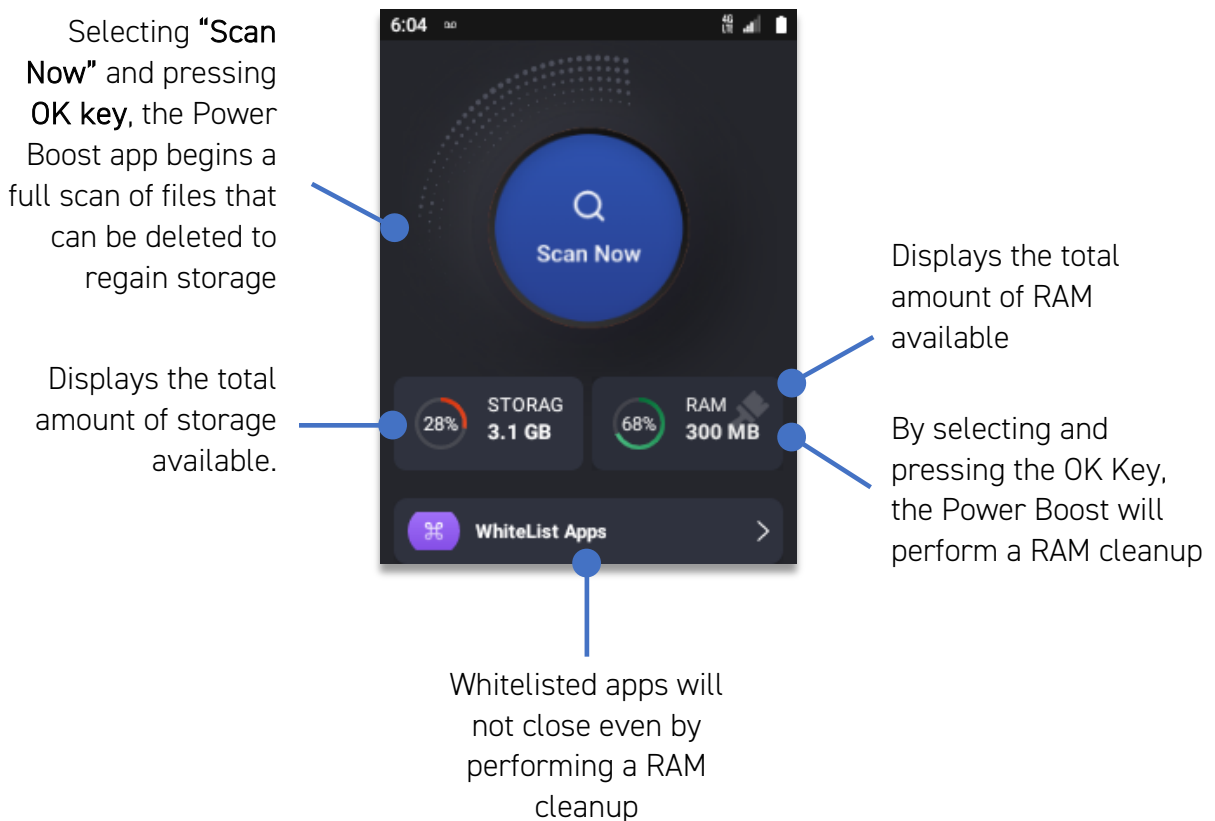 Selecting “Scan
Now” and pressing
OK key, the Power
Boost app begins a
full scan of files that
can be deleted to
regain storage
Displays the total
amount of storage
available.
6:04
4G
LTE
Scan Now
28%
STORAG
3.1 GB
68%
RAM
300 MB
WhiteList Apps
Displays the total
amount of RAM
available
By selecting and
pressing the OK Key,
the Power Boost will
perform a RAM cleanup
Whitelisted apps will
not close even by
performing a RAM
cleanup